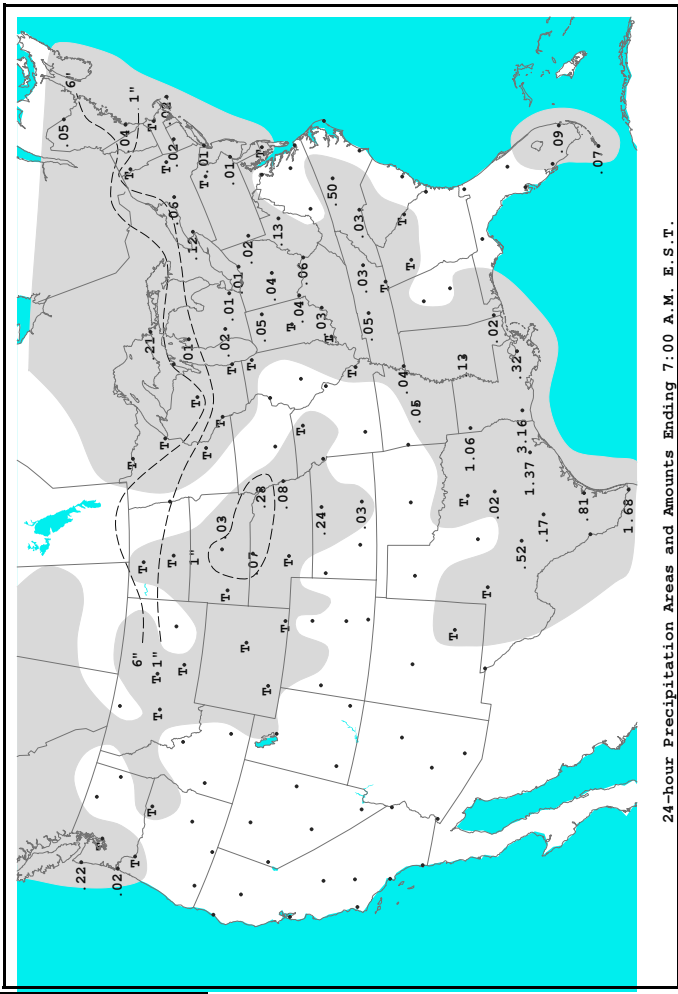 .05
6"
.22
.02
.04
T
T
1"
T
6"
T
.21
T
T
T
1"
T
T
.02
T
.02
T
.06
T
.01
.12
1"
T
.01
T
T
T
.03
.02
T
.01
.01
T
.01
T
.02
T
.07
T
.28
.05
T
.04
.13
.08
T
T
T
.04
T
.06
.24
.03
T
.50
T
.03
.03
.03
.05
T
T
.04
T
.05
T
.13
T
1.06
T
.02
.02
.32
.52
3.16
1.37
.17
.09
.81
.07
1.68
24-hour Precipitation Areas and Amounts Ending 7:00 A.M. E.S.T.